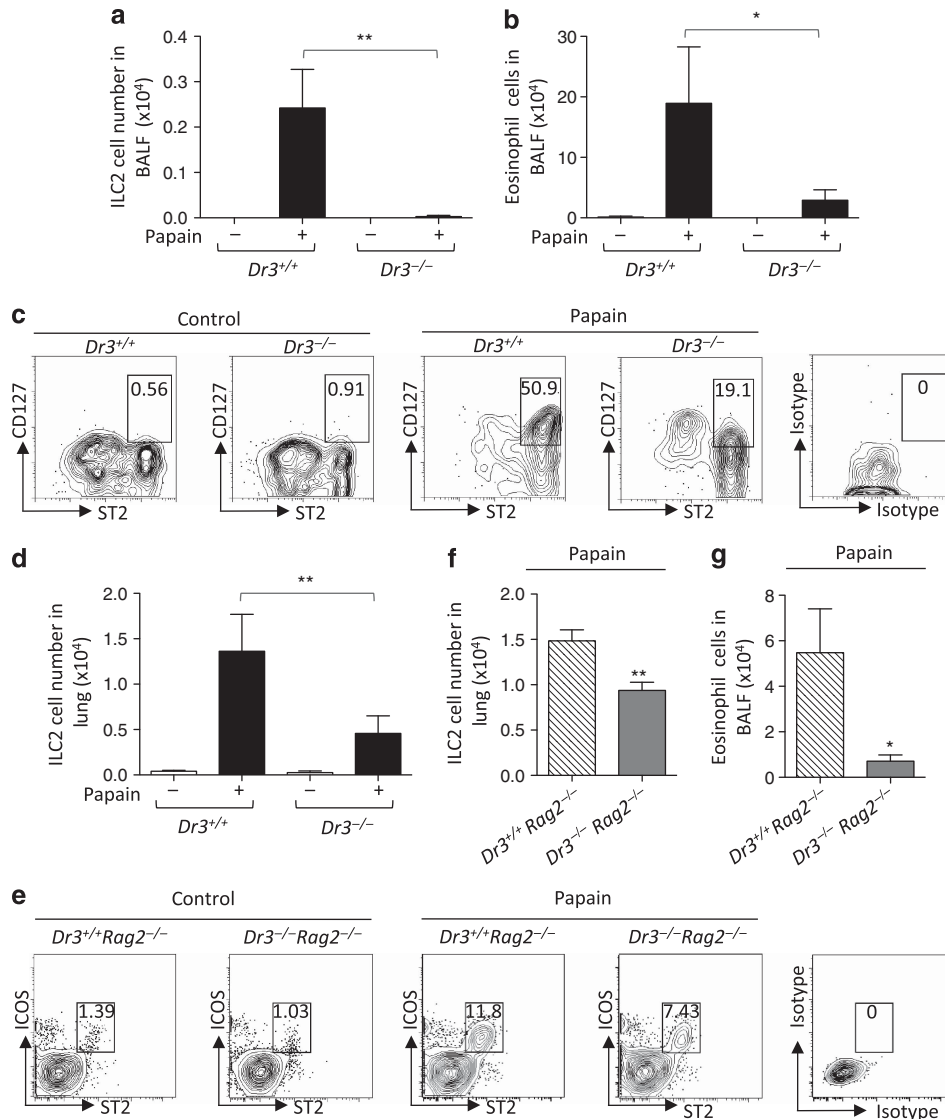 a
b
**
*
0.4
0.3
0.2
0.1
0.0
ILC2 cell number in
BALF (x10⁴)
30
20
10
0
Eosinophil cells in
BALF (x10⁴)
Papain − + − +
Dr3+/+ Dr3−/−
Papain − + − +
Dr3+/+ Dr3−/−
c
Control
Papain
Dr3+/+
Dr3−/−
Dr3+/+
Dr3−/−
0.56
0.91
50.9
19.1
0
CD127
CD127
CD127
CD127
Isotype
ST2
ST2
ST2
ST2
Isotype
d
**
2.0
1.5
1.0
0.5
0.0
ILC2 cell number in
lung (x10⁴)
Papain − + − +
Dr3+/+ Dr3−/−
f
Papain
2.0
1.5
1.0
0.5
0.0
ILC2 cell number in
lung (x10⁴)
**
Dr3+/+ Rag2−/−
Dr3−/− Rag2−/−
g
Papain
8
6
4
2
0
Eosinophil cells in
BALF (x10⁴)
*
Dr3+/+ Rag2−/−
Dr3−/− Rag2−/−
e
Control
Papain
Dr3+/+Rag2−/−
Dr3−/−Rag2−/−
Dr3+/+Rag2−/−
Dr3−/−Rag2−/−
1.39
1.03
11.8
7.43
0
ICOS
ICOS
ICOS
ICOS
Isotype
ST2
ST2
ST2
ST2
Isotype